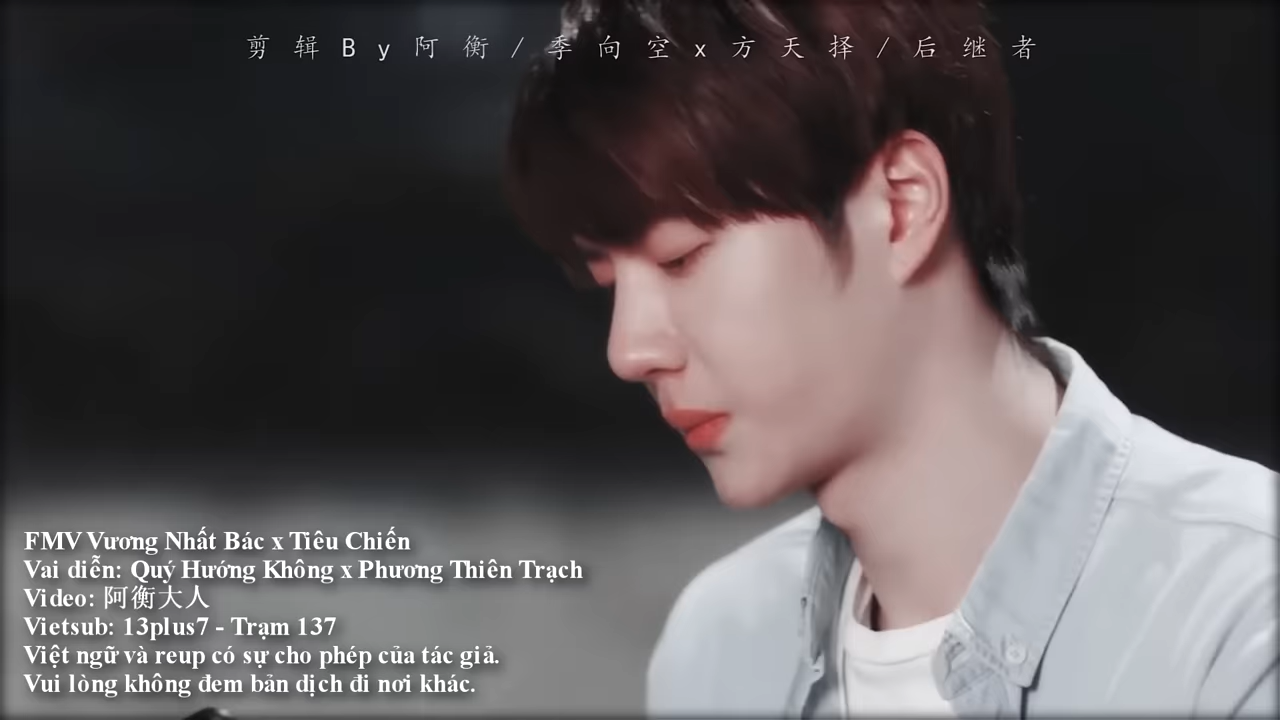 剪辑By阿衡/季向空x方天择/后继者
FMV Vương Nhất Bác x Tiêu Chiến
Vai diễn: Quý Hướng Không x Phương Thiên Trạch
Video: 阿衡大人
Vietsub: 13plus7 - Trạm 137
Việt ngữ và reup có sự cho phép của tác giả.
Vui lòng không đem bản dịch đi nơi khác.